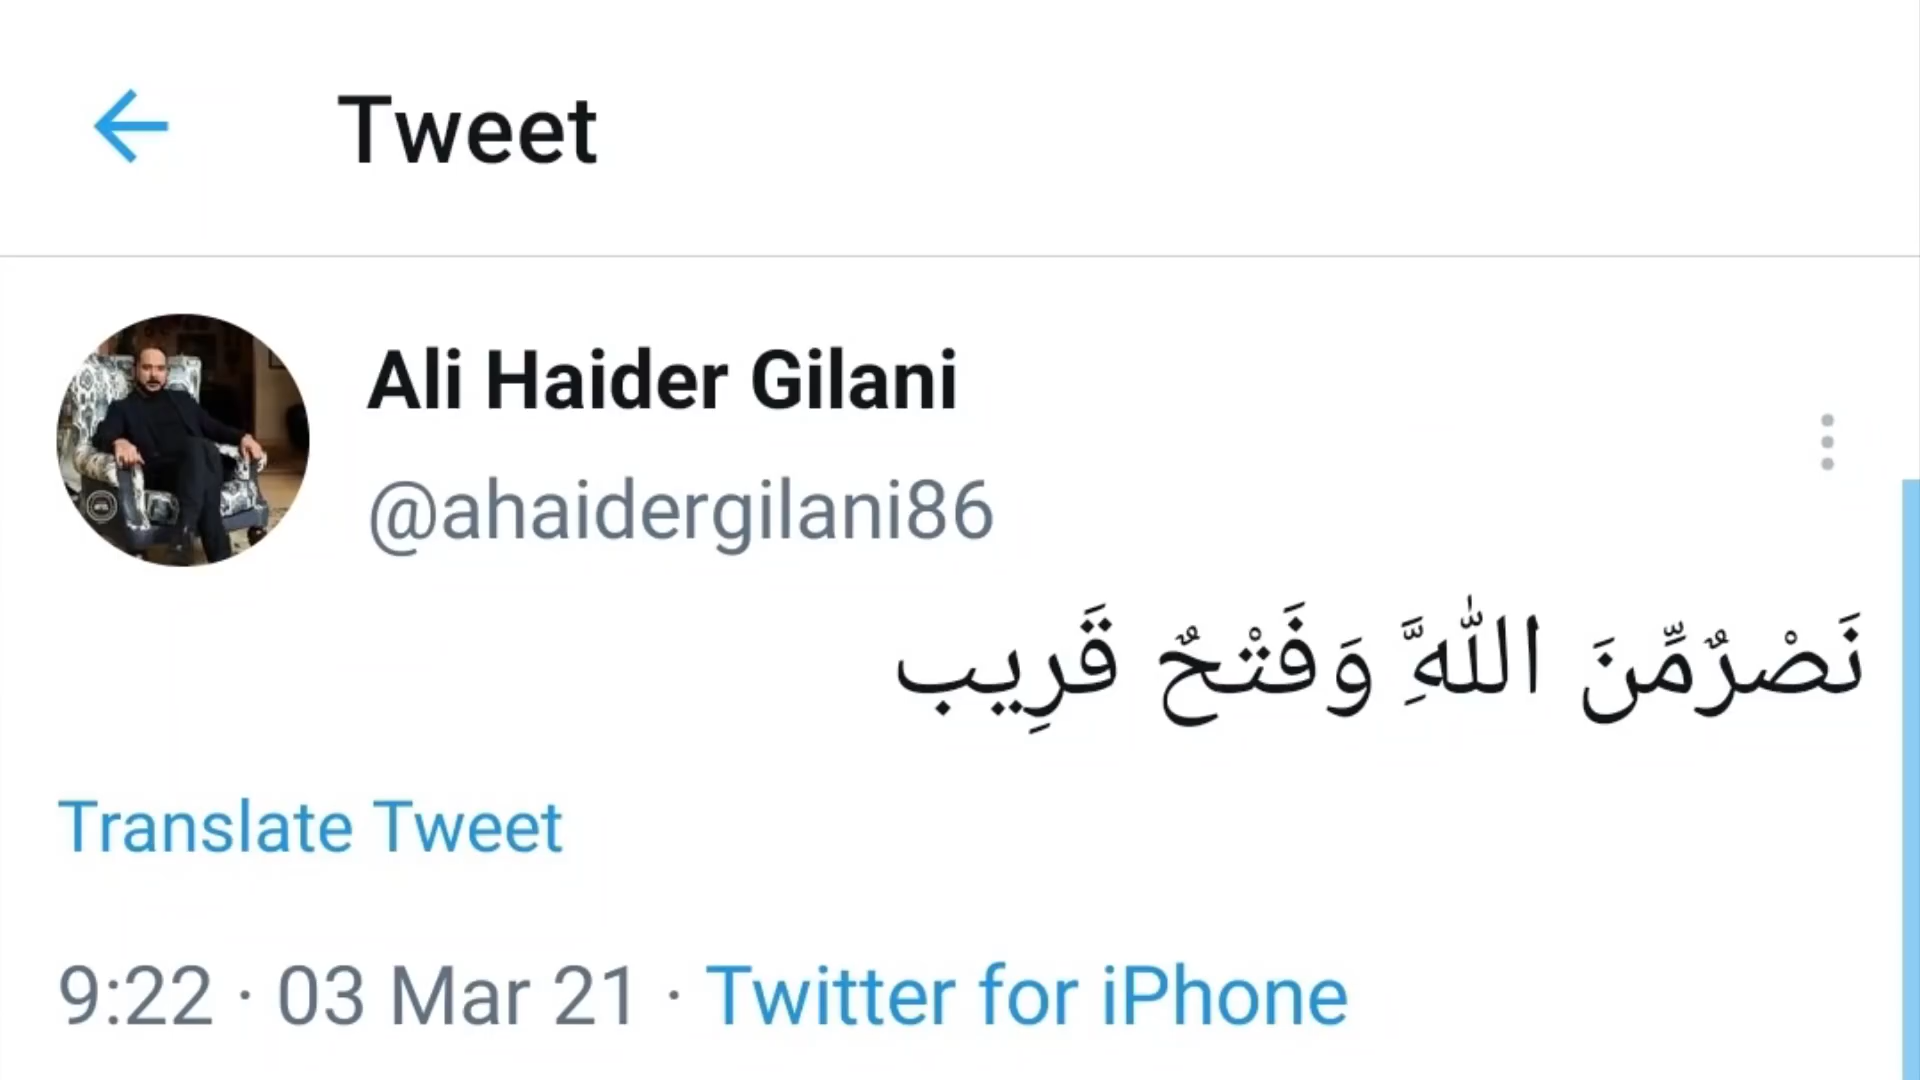 Tweet
Ali Haider Gilani
@ahaidergilani86
نَصْرٌمِّنَ اللّٰهَِّ وَفَتْحٌ قَرِيب
Translate Tweet
9:22 · 03 Mar 21 · Twitter for iPhone